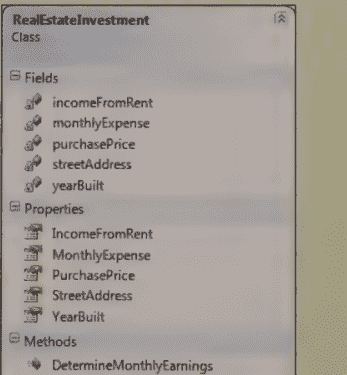 RealEstateInvestment
Class
Fields
incomeFromRent
monthlyExpense
purchasePrice
streetAddress
yearBuilt
Properties
IncomeFromRent
MonthlyExpense
PurchasePrice
StreetAddress
YearBuilt
Methods
DetermineMonthlyEarnings